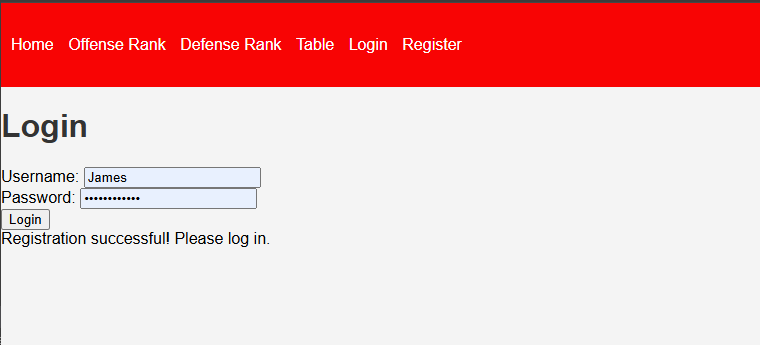 Home Offense Rank Defense Rank Table Login Register
Login
Username: James
Password: ••••••••••••
Login
Registration successful! Please log in.